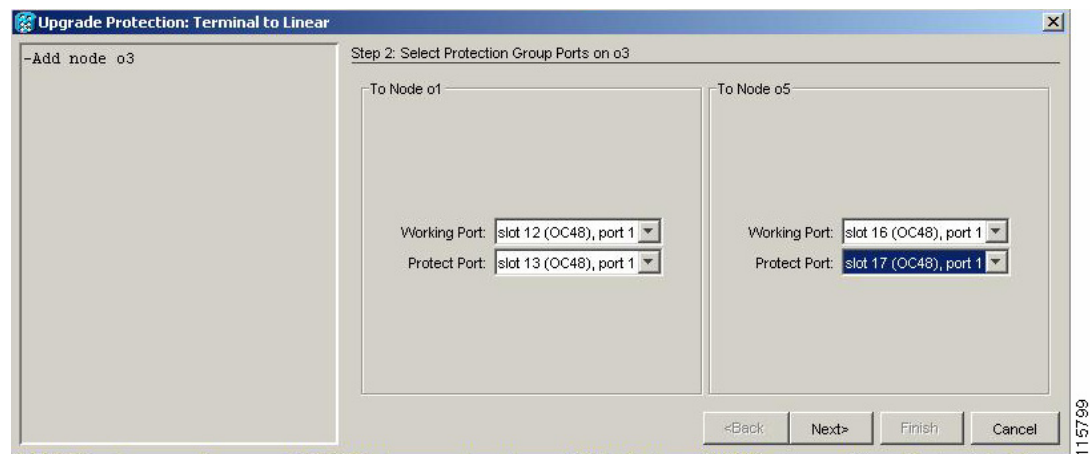 Upgrade Protection: Terminal to Linear
-Add node o3
Step 2: Select Protection Group Ports on o3
To Node o1
Working Port: slot 12 (OC48), port 1
Protect Port: slot 13 (OC48), port 1
To Node o5
Working Port: slot 16 (OC48), port 1
Protect Port: slot 17 (OC48), port 1
<Back
Next>
Finish
Cancel
115799